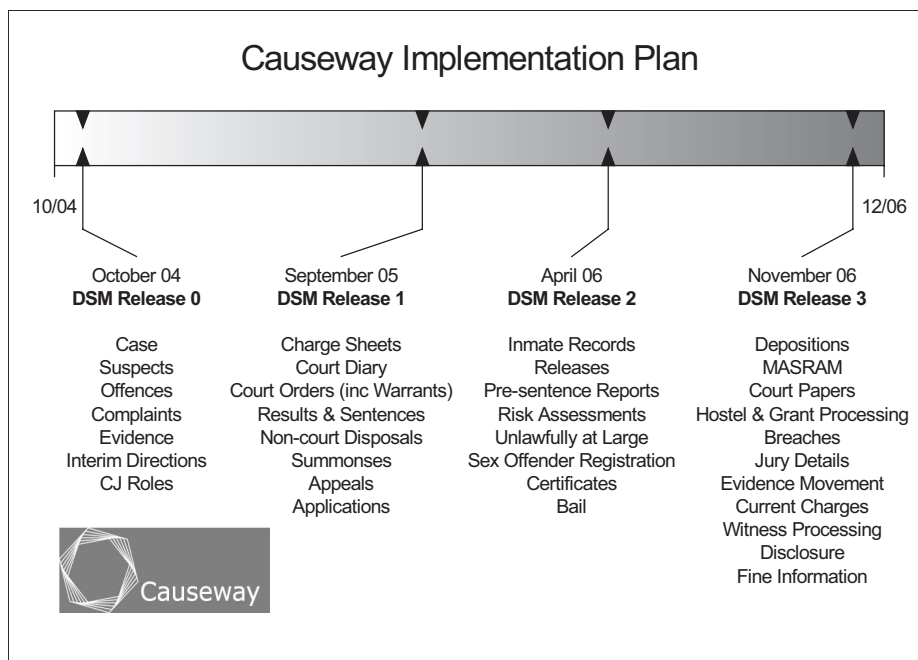 Causeway Implementation Plan
10/04
12/06
October 04
DSM Release 0
Case
Suspects
Offences
Complaints
Evidence
Interim Directions
CJ Roles
September 05
DSM Release 1
Charge Sheets
Court Diary
Court Orders (inc Warrants)
Results & Sentences
Non-court Disposals
Summonses
Appeals
Applications
April 06
DSM Release 2
Inmate Records
Releases
Pre-sentence Reports
Risk Assessments
Unlawfully at Large
Sex Offender Registration
Certificates
Bail
November 06
DSM Release 3
Depositions
MASRAM
Court Papers
Hostel & Grant Processing
Breaches
Jury Details
Evidence Movement
Current Charges
Witness Processing
Disclosure
Fine Information
Causeway